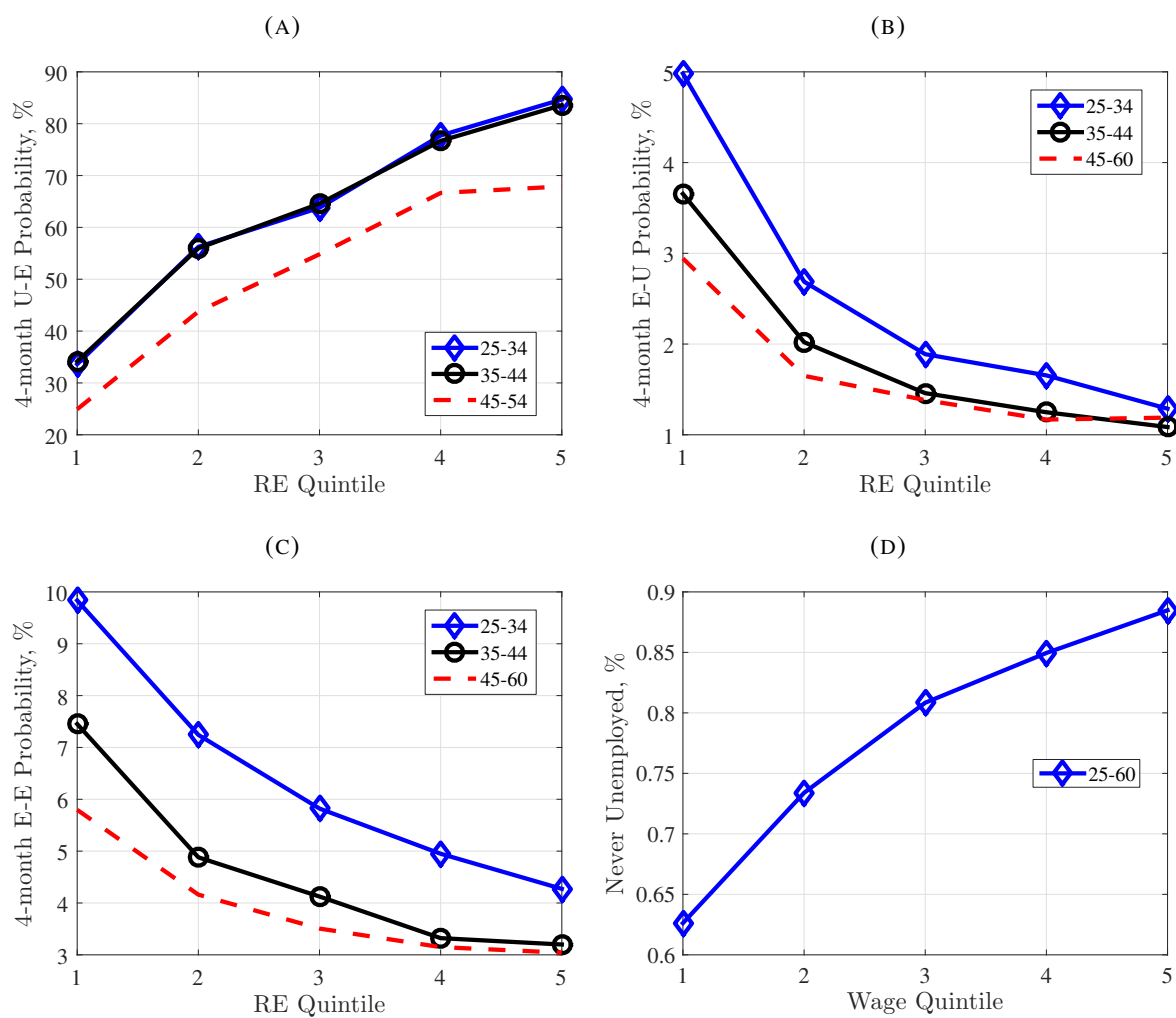 (A)
4-month U-E Probability, %
90
80
70
60
50
40
30
20
1 2 3 4 5
RE Quintile
25-34
35-44
45-54
(B)
4-month E-U Probability, %
5
4
3
2
1
1 2 3 4 5
RE Quintile
25-34
35-44
45-60
(C)
4-month E-E Probability, %
10
9
8
7
6
5
4
3
1 2 3 4 5
RE Quintile
25-34
35-44
45-60
(D)
Never Unemployed, %
0.9
0.85
0.8
0.75
0.7
0.65
0.6
1 2 3 4 5
Wage Quintile
25-60